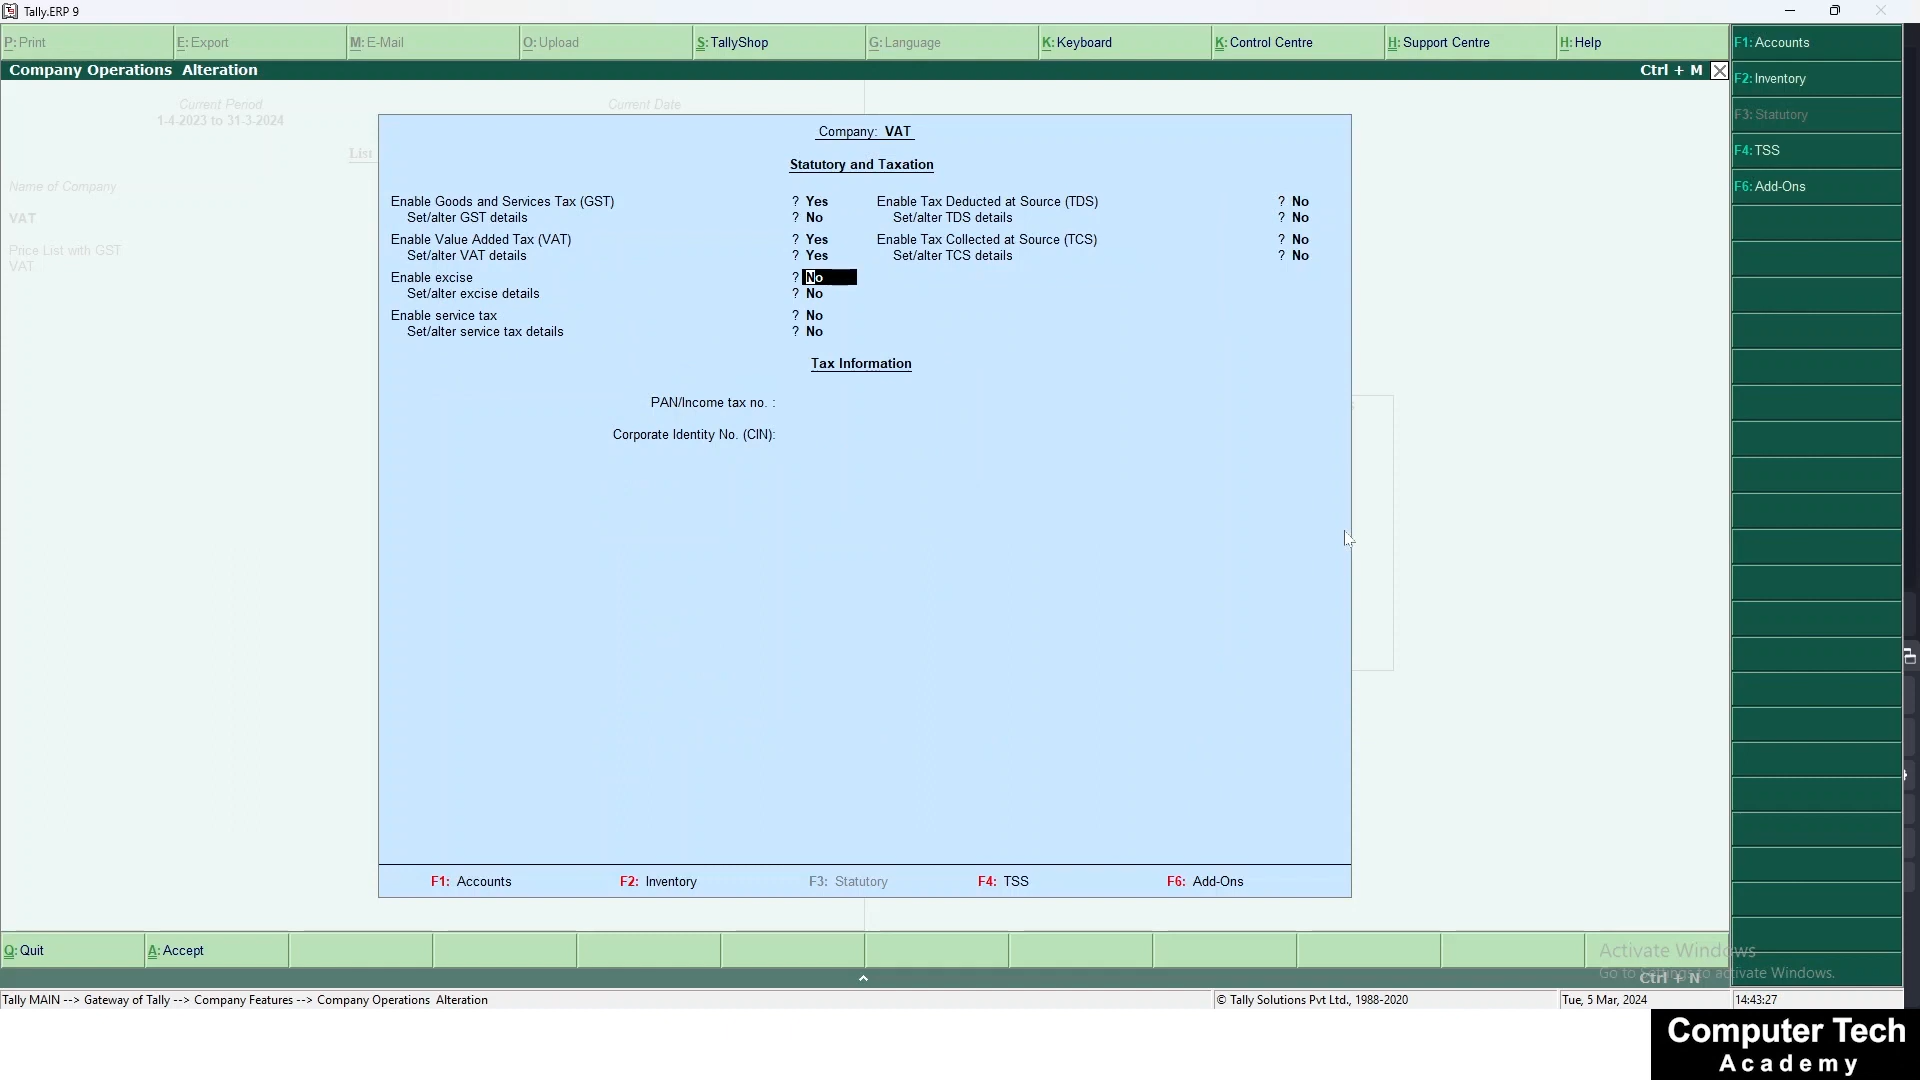 Tally.ERP 9
P: Print
E: Export
M: E-Mail
O: Upload
S: TallyShop
G: Language
K: Keyboard
K: Control Centre
H: Support Centre
H: Help
F1: Accounts
Company Operations Alteration
Ctrl + M
F2: Inventory
F3: Statutory
F4: TSS
F6: Add-Ons
Current Period
1-4-2023 to 31-3-2024
Current Date
List
Name of Company
VAT
Price List with GST
VAT
Company: VAT
Statutory and Taxation
Enable Goods and Services Tax (GST) ? Yes
Set/alter GST details ? No
Enable Value Added Tax (VAT) ? Yes
Set/alter VAT details ? Yes
Enable excise ? No
Set/alter excise details ? No
Enable service tax ? No
Set/alter service tax details ? No
Enable Tax Deducted at Source (TDS) ? No
Set/alter TDS details ? No
Enable Tax Collected at Source (TCS) ? No
Set/alter TCS details ? No
Tax Information
PAN/Income tax no. :
Corporate Identity No. (CIN):
F1: Accounts
F2: Inventory
F3: Statutory
F4: TSS
F6: Add-Ons
Q: Quit
A: Accept
Activate Windows
Go to Settings to activate Windows.
Ctrl + N
Tally MAIN --> Gateway of Tally --> Company Features --> Company Operations Alteration
© Tally Solutions Pvt Ltd., 1988-2020
Tue, 5 Mar, 2024
14:43:27
Computer Tech
Academy